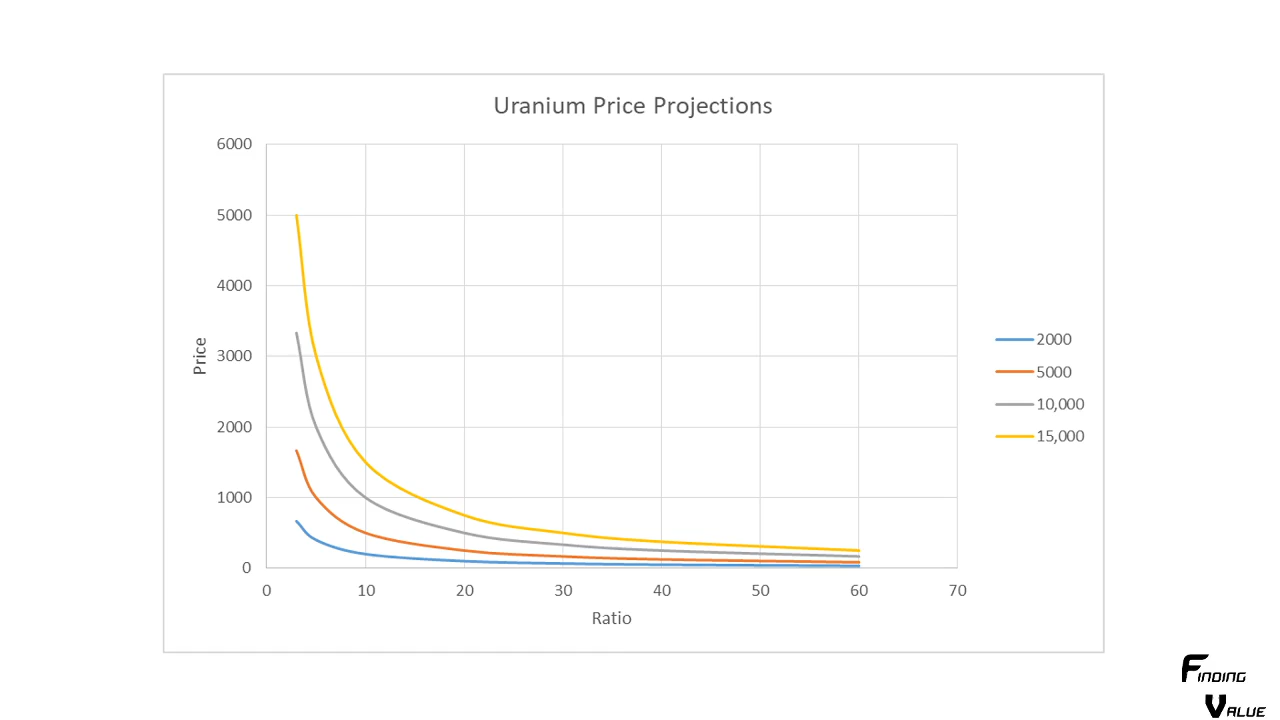 Uranium Price Projections
6000
5000
4000
3000
2000
1000
0
Price
0 10 20 30 40 50 60 70
Ratio
2000
5000
10,000
15,000
Finding
Value